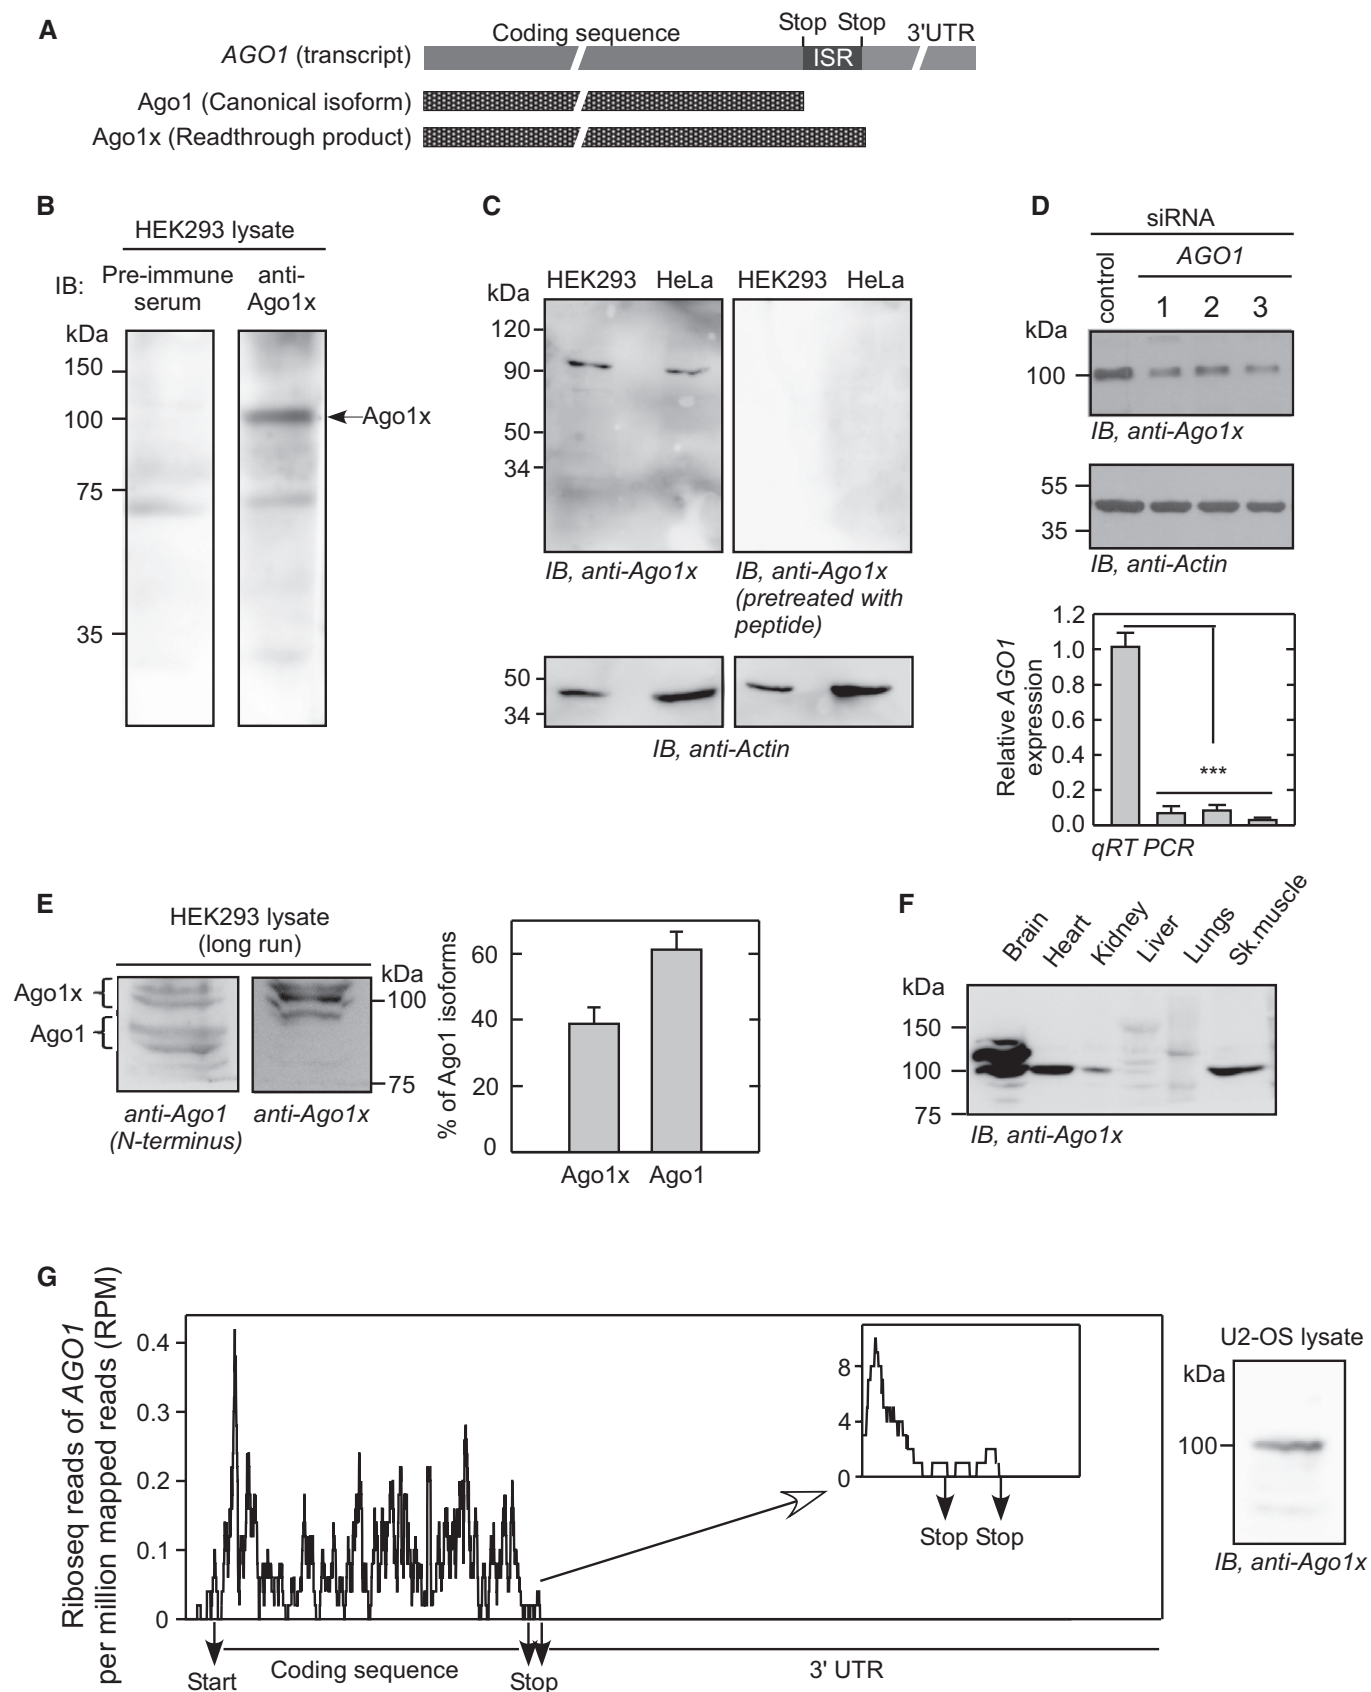 A
Coding sequence
Stop Stop
3'UTR
AGO1 (transcript)
ISR
Ago1 (Canonical isoform)
Ago1x (Readthrough product)
B
HEK293 lysate
IB:
Pre-immune serum
anti-Ago1x
kDa
150
100
75
35
Ago1x
C
HEK293 HeLa HEK293 HeLa
kDa
120
90
50
34
IB, anti-Ago1x
IB, anti-Ago1x
(pretreated with
peptide)
50
34
IB, anti-Actin
D
siRNA
control
AGO1
1 2 3
kDa
100
IB, anti-Ago1x
55
35
IB, anti-Actin
1.2
1.0
0.8
0.6
0.4
0.2
0.0
Relative AGO1
expression
***
qRT PCR
E
HEK293 lysate
(long run)
kDa
Ago1x
Ago1
100
75
anti-Ago1
(N-terminus)
anti-Ago1x
% of Ago1 isoforms
60
40
20
0
Ago1x Ago1
F
Brain
Heart
Kidney
Liver
Lungs
Sk.muscle
kDa
150
100
75
IB, anti-Ago1x
G
Riboseq reads of AGO1
per million mapped reads (RPM)
0.4
0.3
0.2
0.1
0
8
4
0
Stop Stop
Start
Coding sequence
Stop
3' UTR
U2-OS lysate
kDa
100
IB, anti-Ago1x